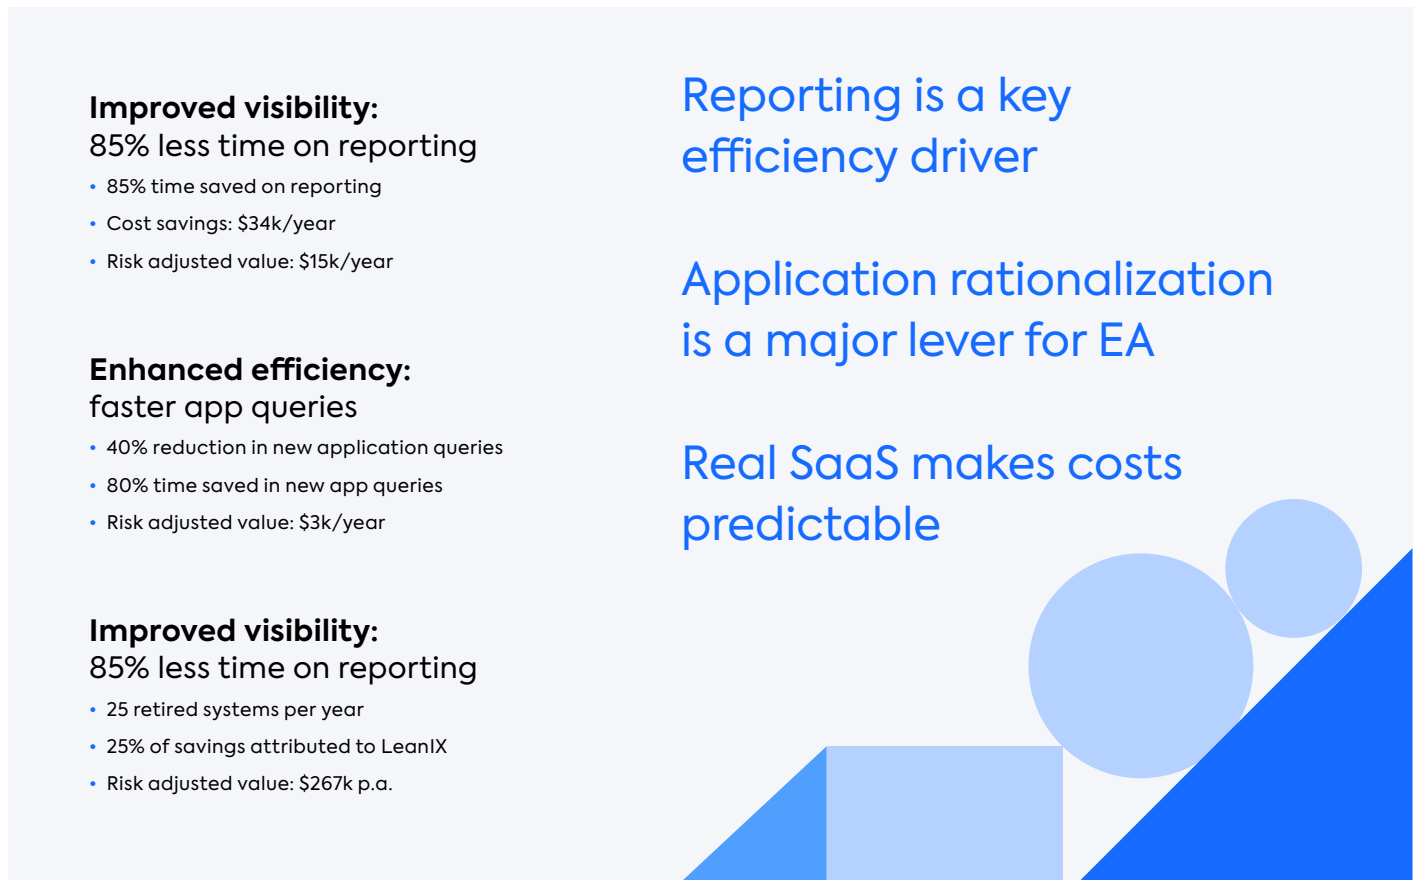 Improved visibility:
85% less time on reporting
• 85% time saved on reporting
• Cost savings: $34k/year
• Risk adjusted value: $15k/year
Enhanced efficiency:
faster app queries
• 40% reduction in new application queries
• 80% time saved in new app queries
• Risk adjusted value: $3k/year
Improved visibility:
85% less time on reporting
• 25 retired systems per year
• 25% of savings attributed to LeanIX
• Risk adjusted value: $267k p.a.
Reporting is a key
efficiency driver
Application rationalization
is a major lever for EA
Real SaaS makes costs
predictable